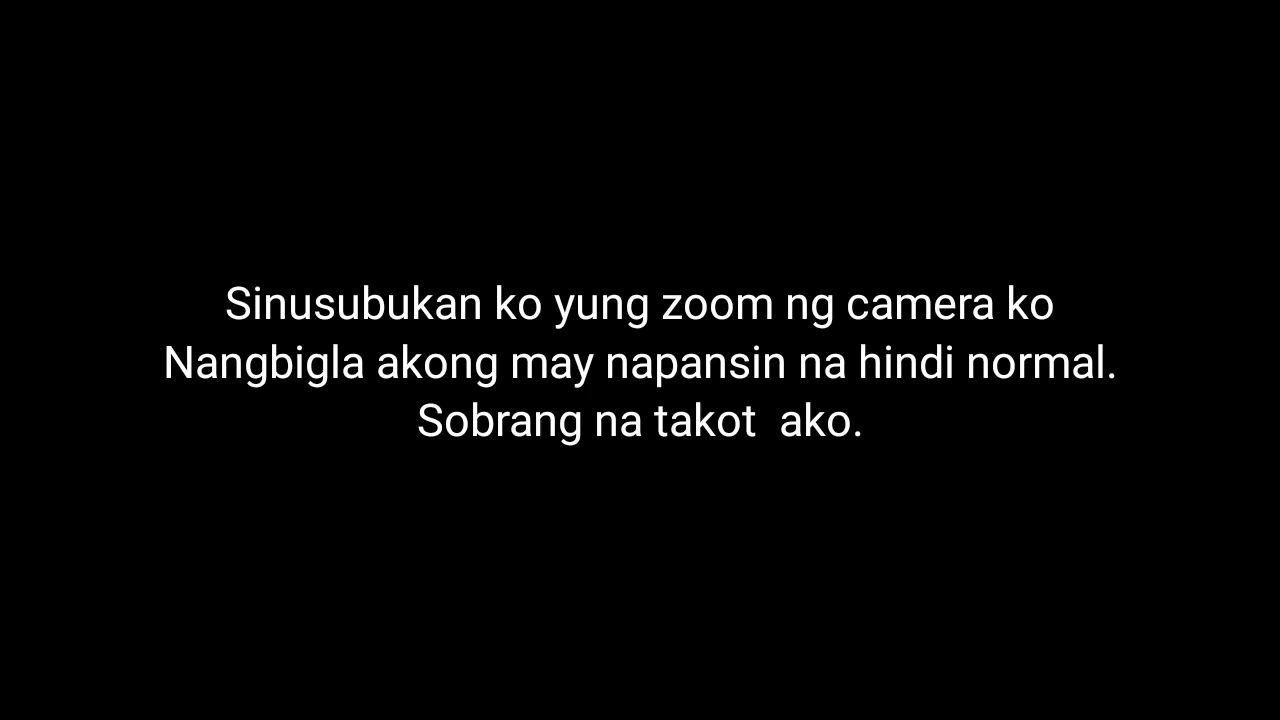 Sinusubukan ko yung zoom ng camera ko
Nangbigla akong may napansin na hindi normal.
Sobrang na takot  ako.